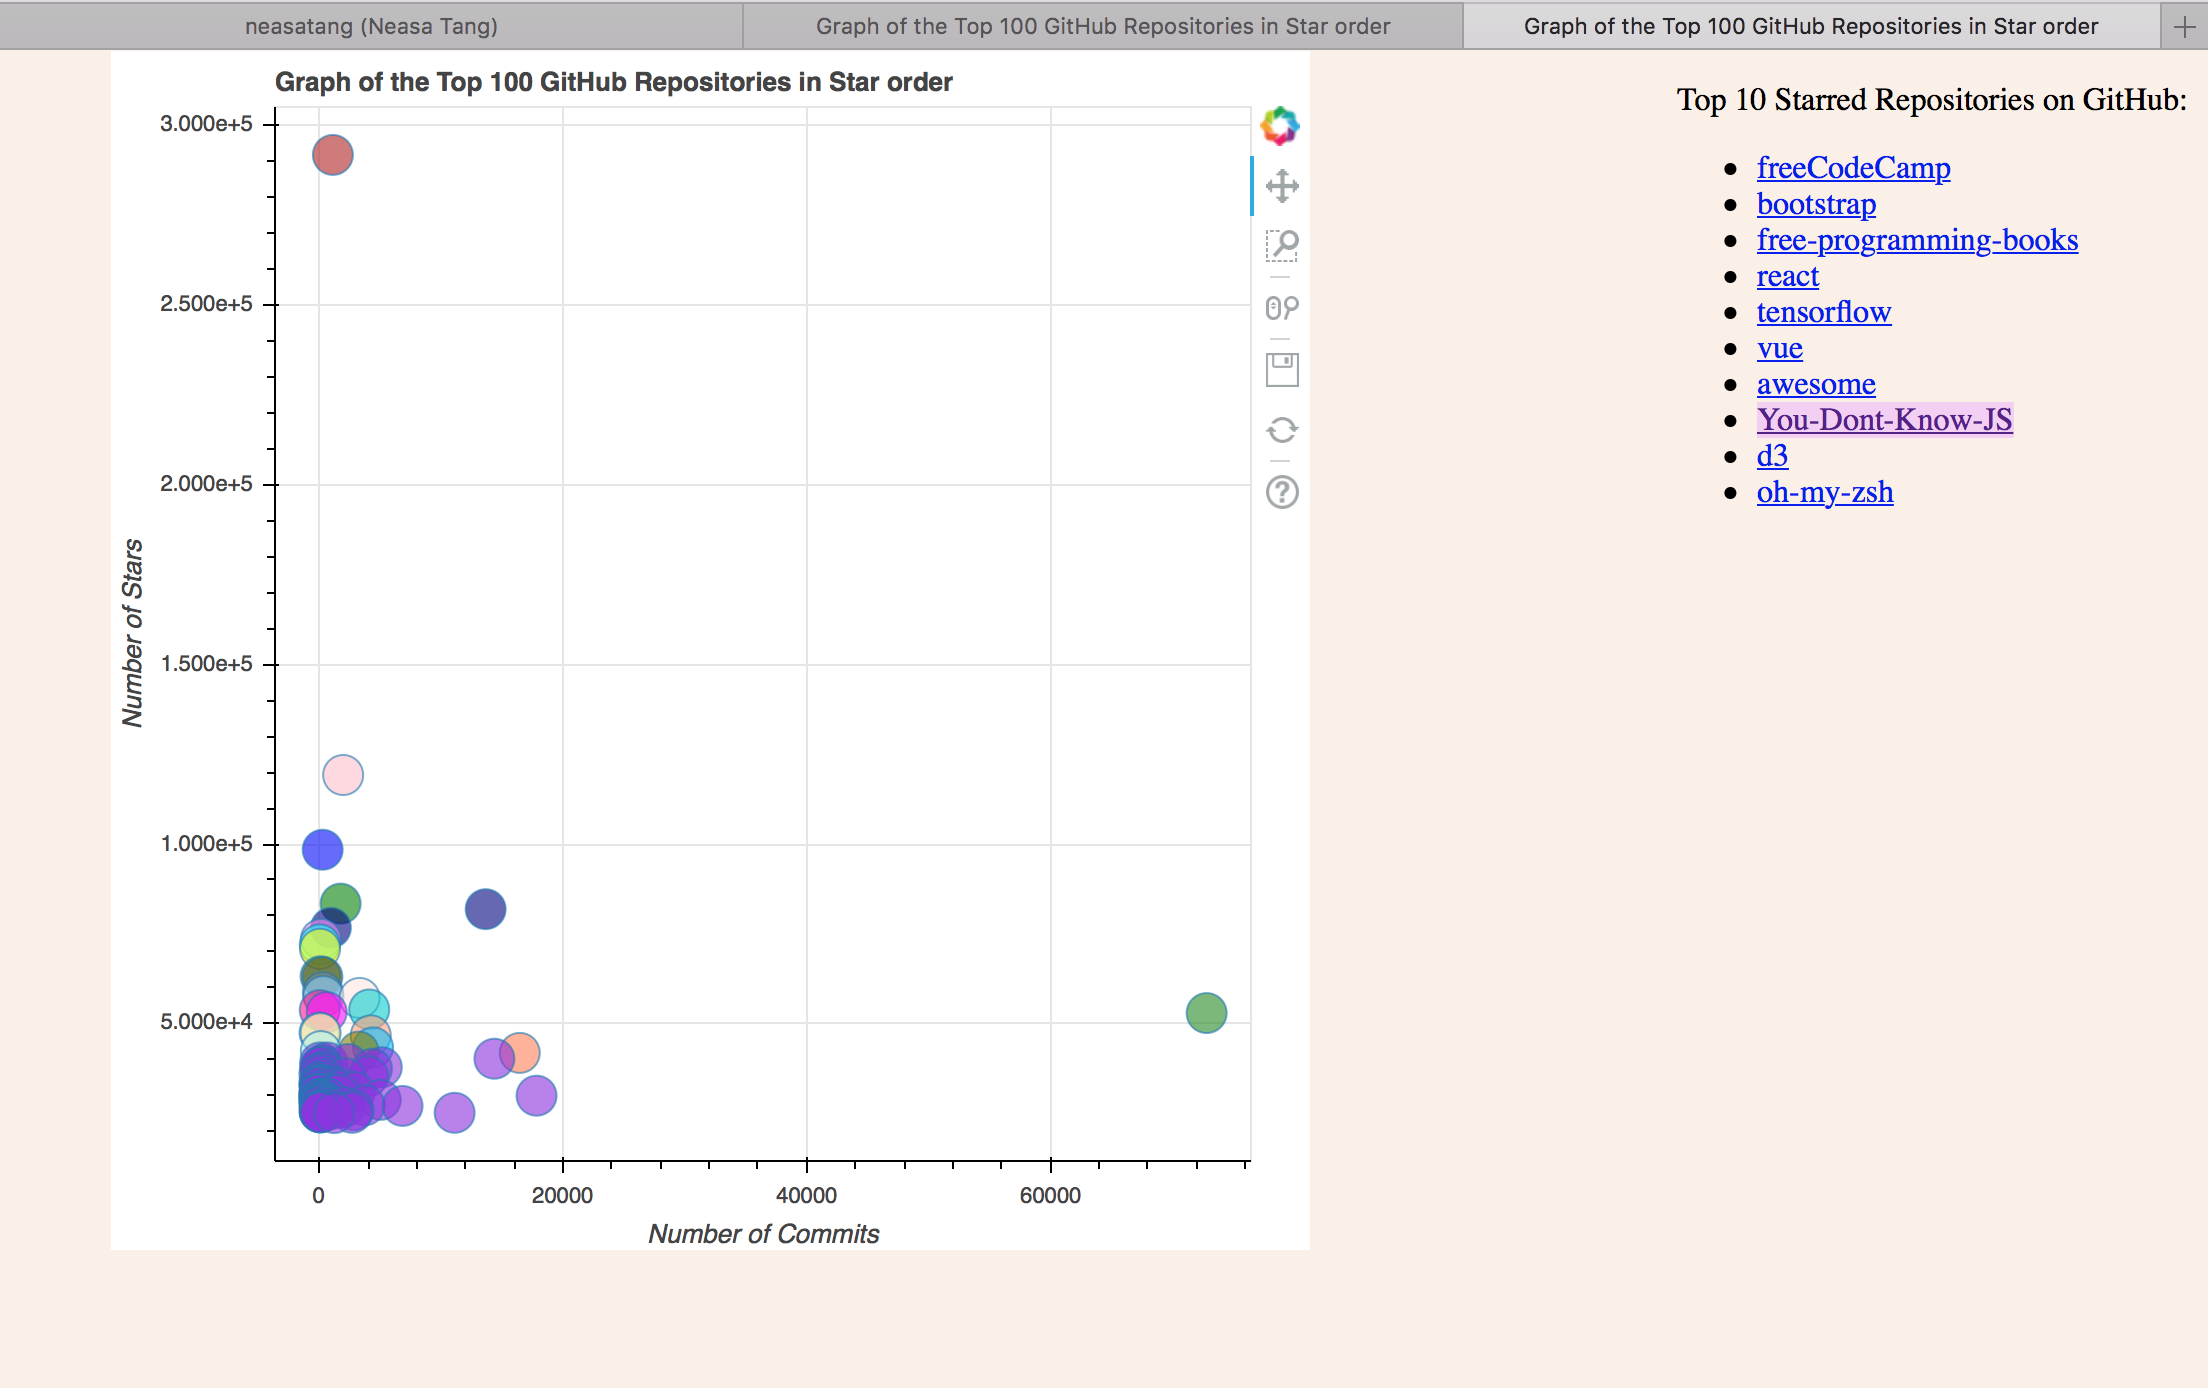 neasatang (Neasa Tang)
Graph of the Top 100 GitHub Repositories in Star order
Graph of the Top 100 GitHub Repositories in Star order
Graph of the Top 100 GitHub Repositories in Star order
3.000e+5
2.500e+5
2.000e+5
1.500e+5
1.000e+5
5.000e+4
Number of Stars
0
20000
40000
60000
Number of Commits
Top 10 Starred Repositories on GitHub:
freeCodeCamp
bootstrap
free-programming-books
react
tensorflow
vue
awesome
You-Dont-Know-JS
d3
oh-my-zsh